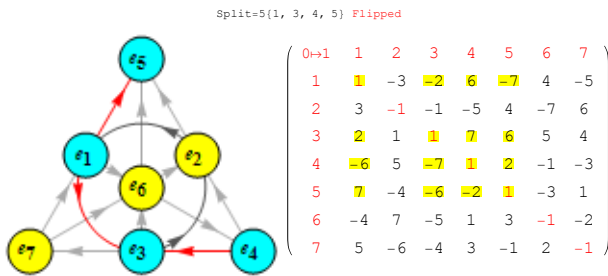 Split=5{1, 3, 4, 5} Flipped
0↦1 1 2 3 4 5 6 7
1 1 −3 −2 6 −7 4 −5
2 3 −1 −1 −5 4 −7 6
3 2 1 1 7 6 5 4
4 −6 5 −7 1 2 −1 −3
5 7 −4 −6 −2 1 −3 1
6 −4 7 −5 1 3 −1 −2
7 5 −6 −4 3 −1 2 −1
e5
e1 e2
e6
e7 e3 e4